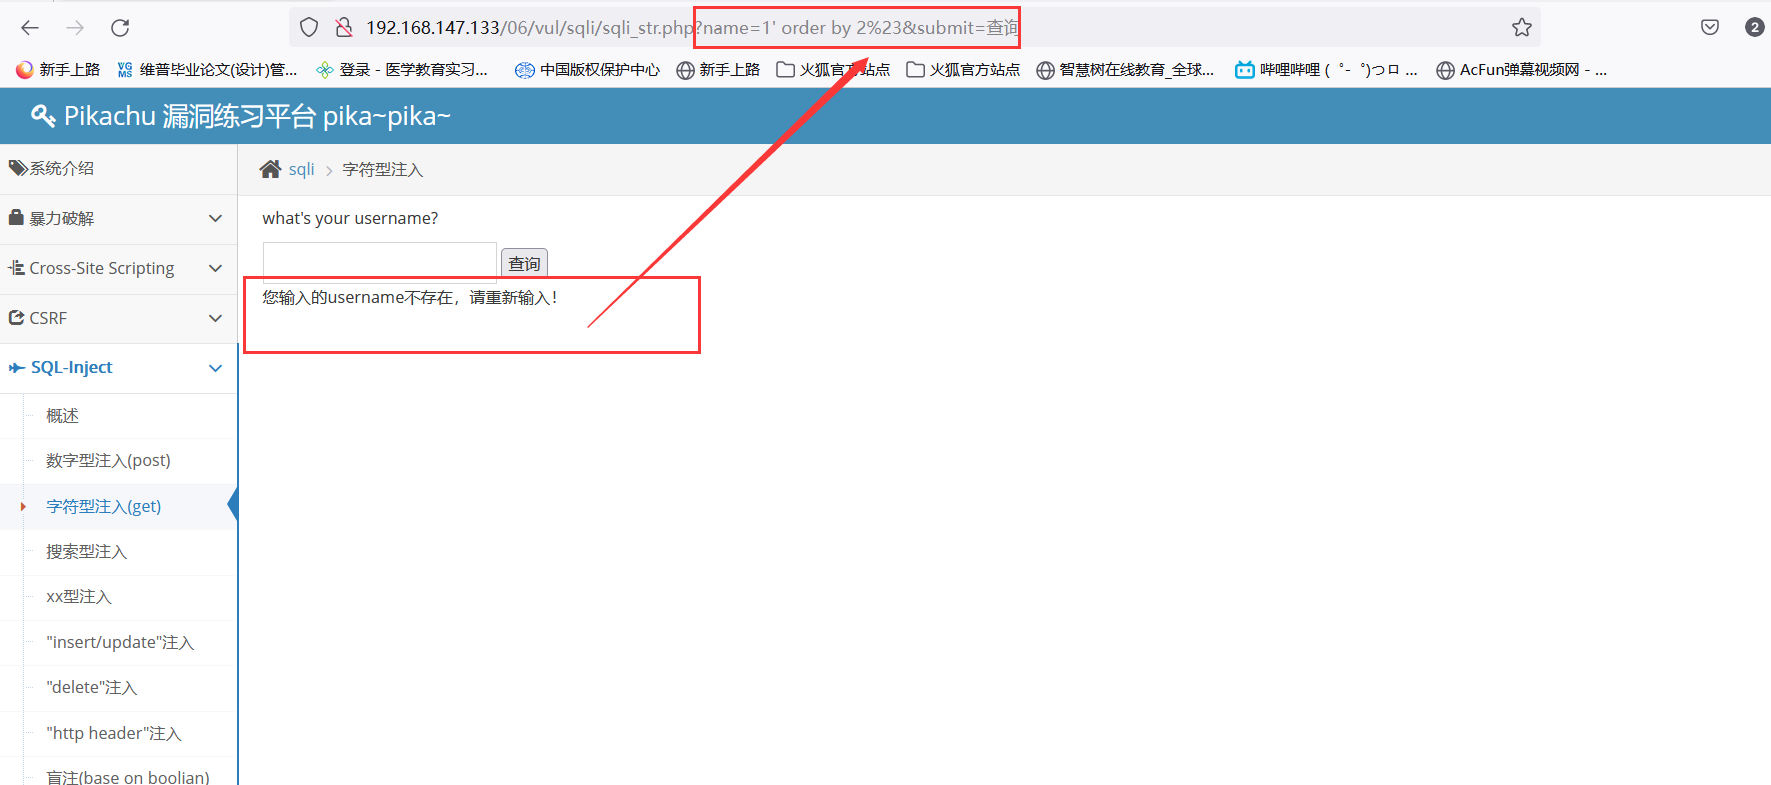 192.168.147.133/06/vul/sqli/sqli_str.php?name=1' order by 2%23&submit=查询
2
新手上路 维普毕业论文(设计)管... 登录 - 医学教育实习... 中国版权保护中心 新手上路 火狐官方站点 火狐官方站点 智慧树在线教育_全球... 哔哩哔哩 ( ゜- ゜)つロ ... AcFun弹幕视频网 - ...
Pikachu 漏洞练习平台 pika~pika~
系统介绍
sqli > 字符型注入
暴力破解
what's your username?
Cross-Site Scripting
查询
您输入的username不存在，请重新输入！
CSRF
SQL-Inject
概述
数字型注入(post)
字符型注入(get)
搜索型注入
xx型注入
"insert/update"注入
"delete"注入
"http header"注入
盲注(base on boolian)